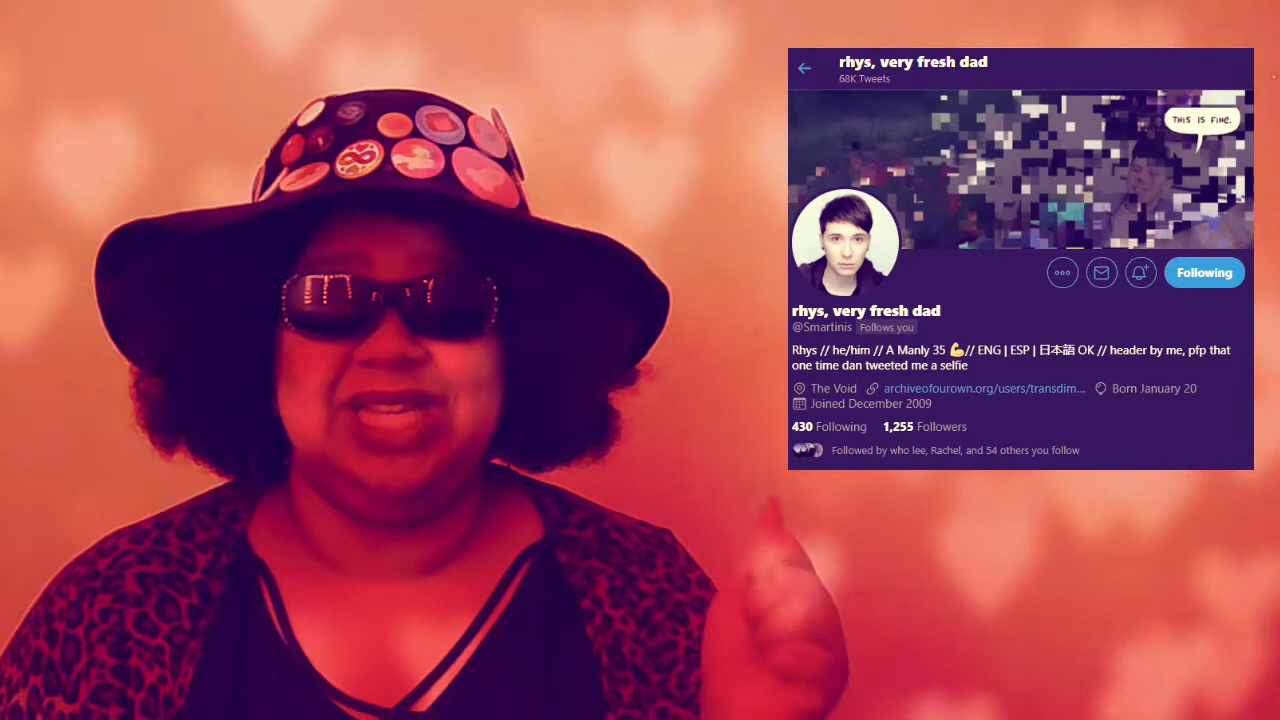 rhys, very fresh dad
68K Tweets
THIS IS FINE.
Following
rhys, very fresh dad
@Smartinis Follows you
Rhys // he/him // A Manly 35 💪// ENG | ESP | 日本語 OK // header by me, pfp that
one time dan tweeted me a selfie
The Void archiveofourown.org/users/transdim... Born January 20
Joined December 2009
430 Following 1,255 Followers
Followed by who lee, Rachel, and 54 others you follow